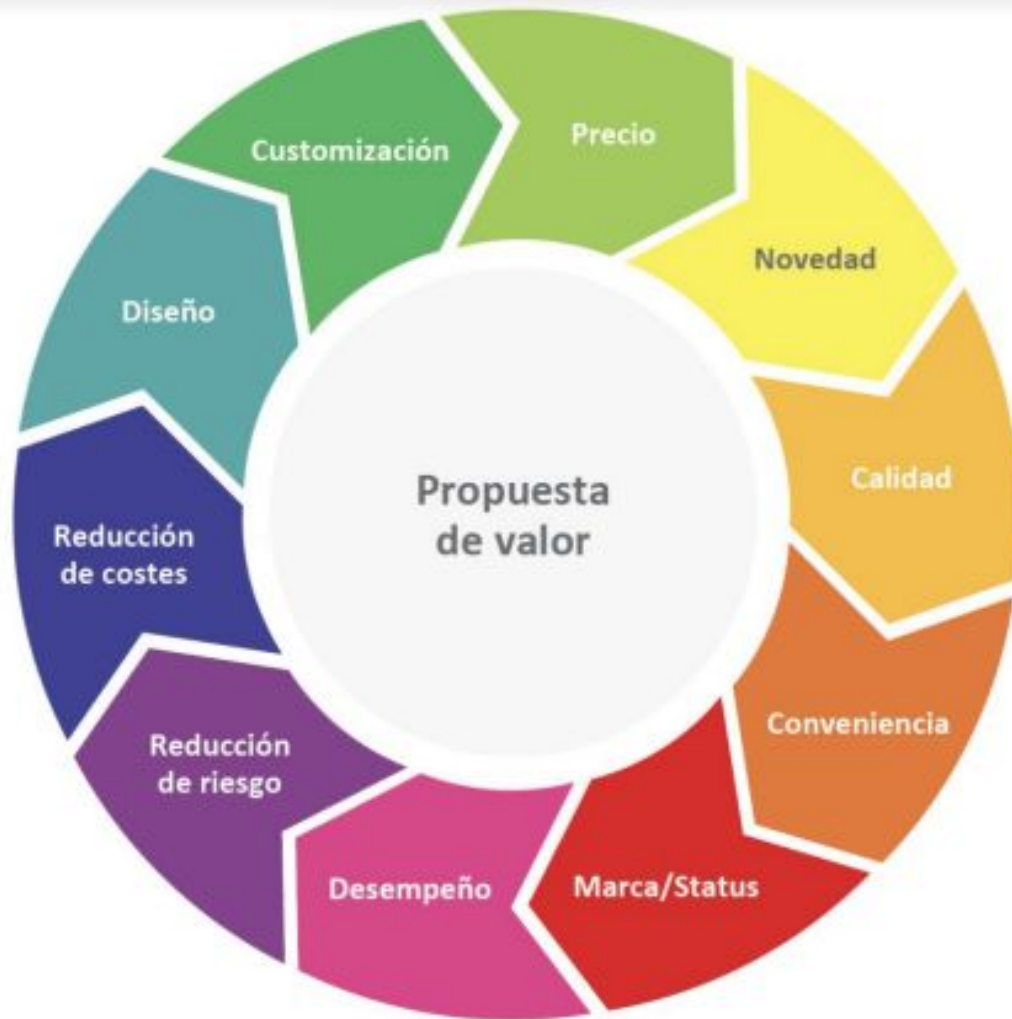 Precio
Novedad
Calidad
Conveniencia
Marca/Status
Desempeño
Reducción
de riesgo
Reducción
de costes
Diseño
Customización
Propuesta
de valor